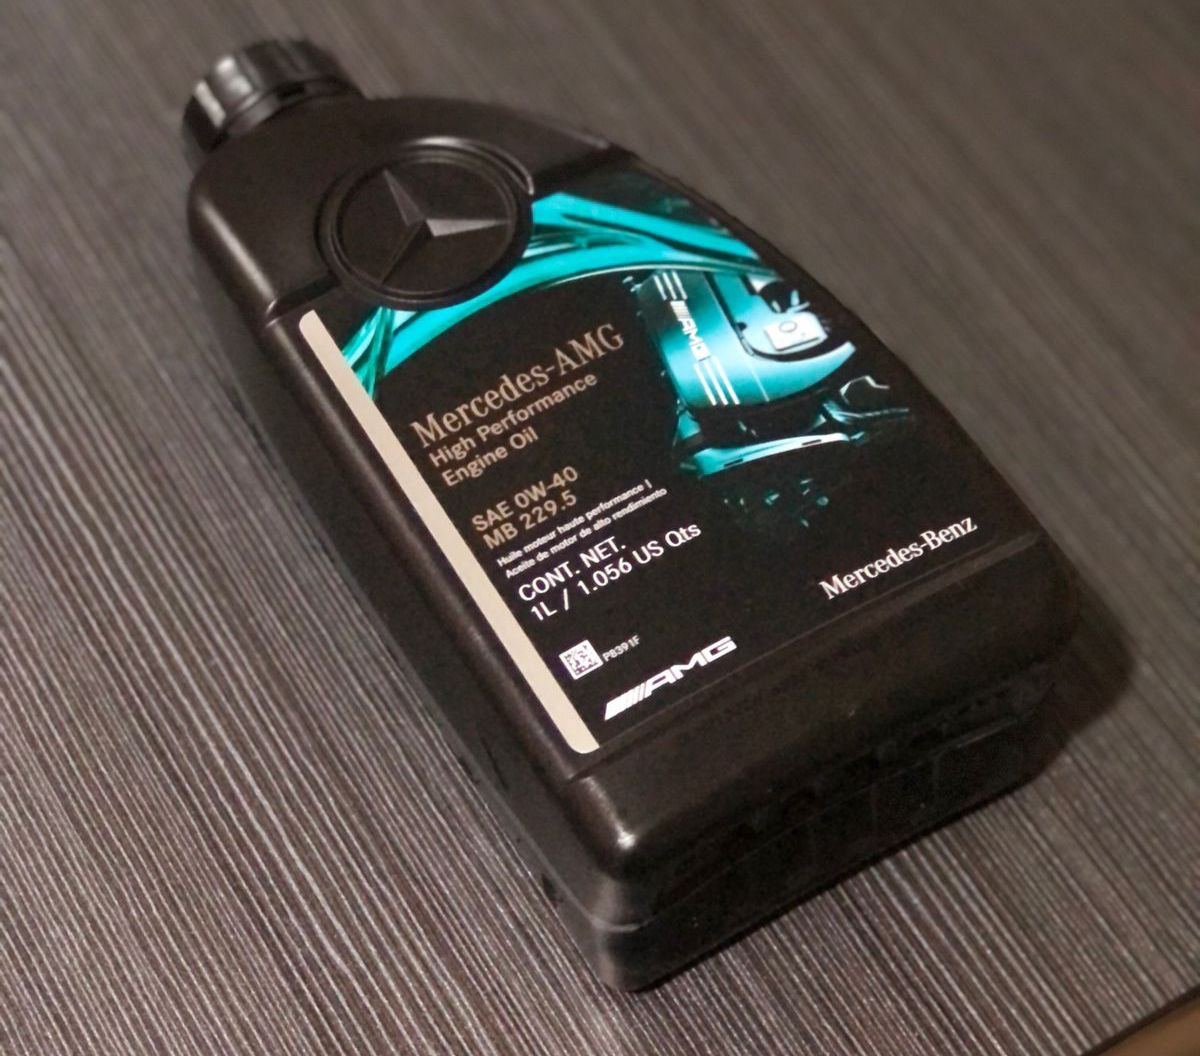 AMG
Mercedes-AMG
High Performance
Engine Oil
SAE 0W-40
MB 229.5
Huile moteur haute performance |
Aceite de motor de alto rendimiento
CONT. NET.
1L / 1.056 US Qts
Mercedes-Benz
P8391F
AMG